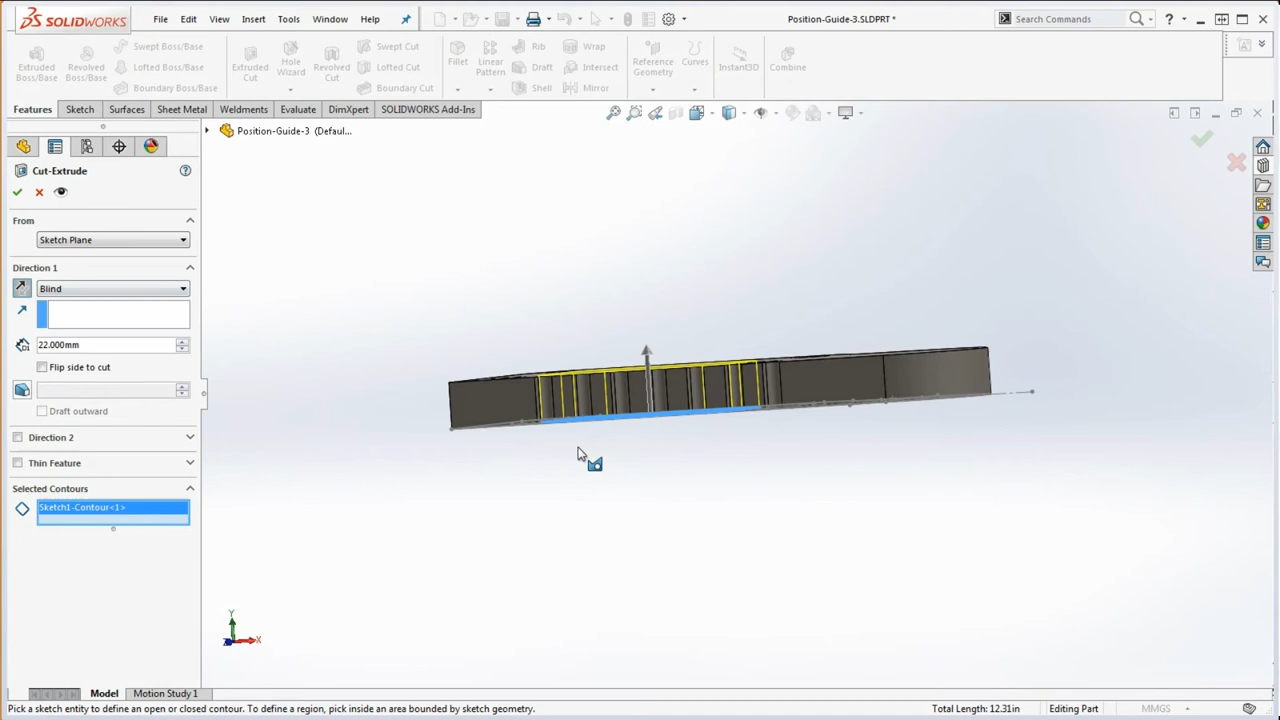 SOLIDWORKS File Edit View Insert Tools Window Help Position-Guide-3.SLDPRT * Search Commands
Extruded Boss/Base
Revolved Boss/Base
Swept Boss/Base
Lofted Boss/Base
Boundary Boss/Base
Extruded Cut
Hole Wizard
Revolved Cut
Swept Cut
Lofted Cut
Boundary Cut
Fillet
Linear Pattern
Rib
Draft
Shell
Wrap
Intersect
Mirror
Reference Geometry
Curves
Instant3D
Combine
Features Sketch Surfaces Sheet Metal Weldments Evaluate DimXpert SOLIDWORKS Add-Ins
Position-Guide-3 (Defaul...
Cut-Extrude
From
Sketch Plane
Direction 1
Blind
22.000mm
Flip side to cut
Draft outward
Direction 2
Thin Feature
Selected Contours
Sketch1-Contour<1>
Y
X
Z
Model Motion Study 1
Pick a sketch entity to define an open or closed contour. To define a region, pick inside an area bounded by sketch geometry. Total Length: 12.31in Editing Part MMGS